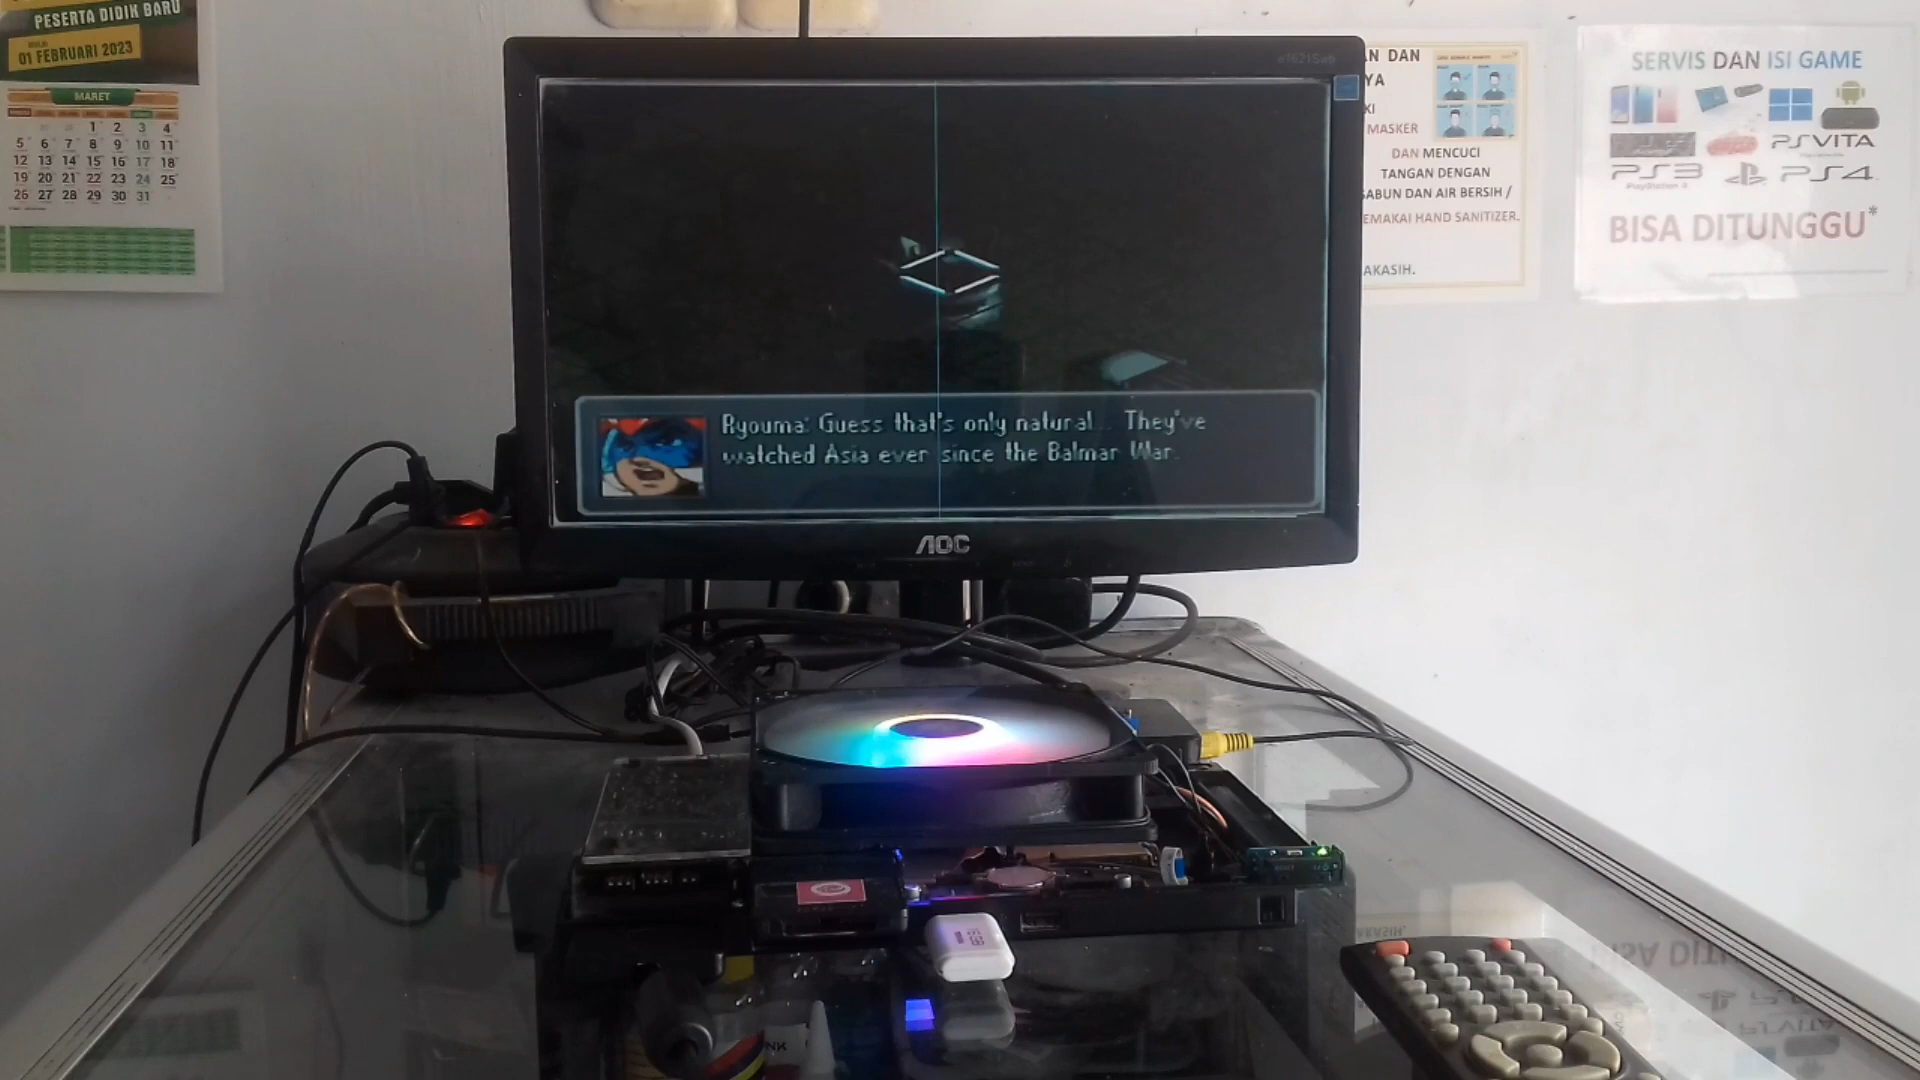 PESERTA DIDIK BARU
01 FEBRUARI 2023
MARET
1 2 3 4
5 6 7 8 9 10 11
12 13 14 15 16 17 18
19 20 21 22 23 24 25
26 27 28 29 30 31
e1621Swb
Ryouma: Guess that's only natural... They've
watched Asia ever since the Balmar War.
AOC
N DAN
YA
KI
MASKER
DAN MENCUCI
TANGAN DENGAN
SABUN DAN AIR BERSIH /
EMAKAI HAND SANITIZER.
AKASIH.
SERVIS DAN ISI GAME
PSVITA
PS3
PlayStation 3
PS4
BISA DITUNGGU*